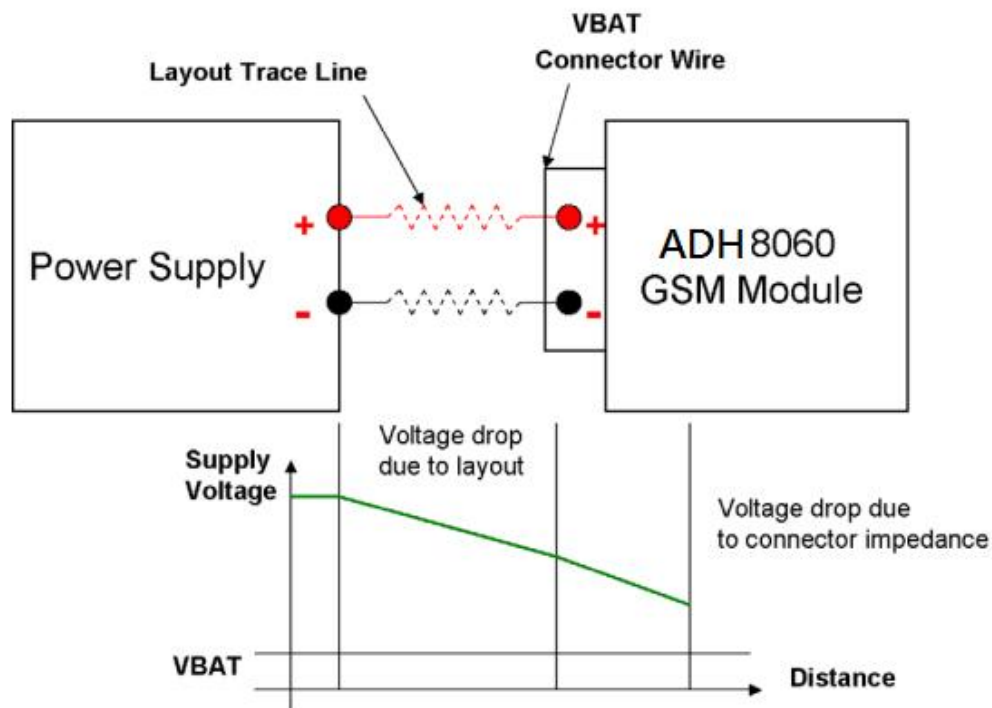 VBAT
Connector Wire
Layout Trace Line
Power Supply
+
-
+
-
ADH 8060
GSM Module
Supply
Voltage
Voltage drop
due to layout
Voltage drop due
to connector impedance
VBAT
Distance